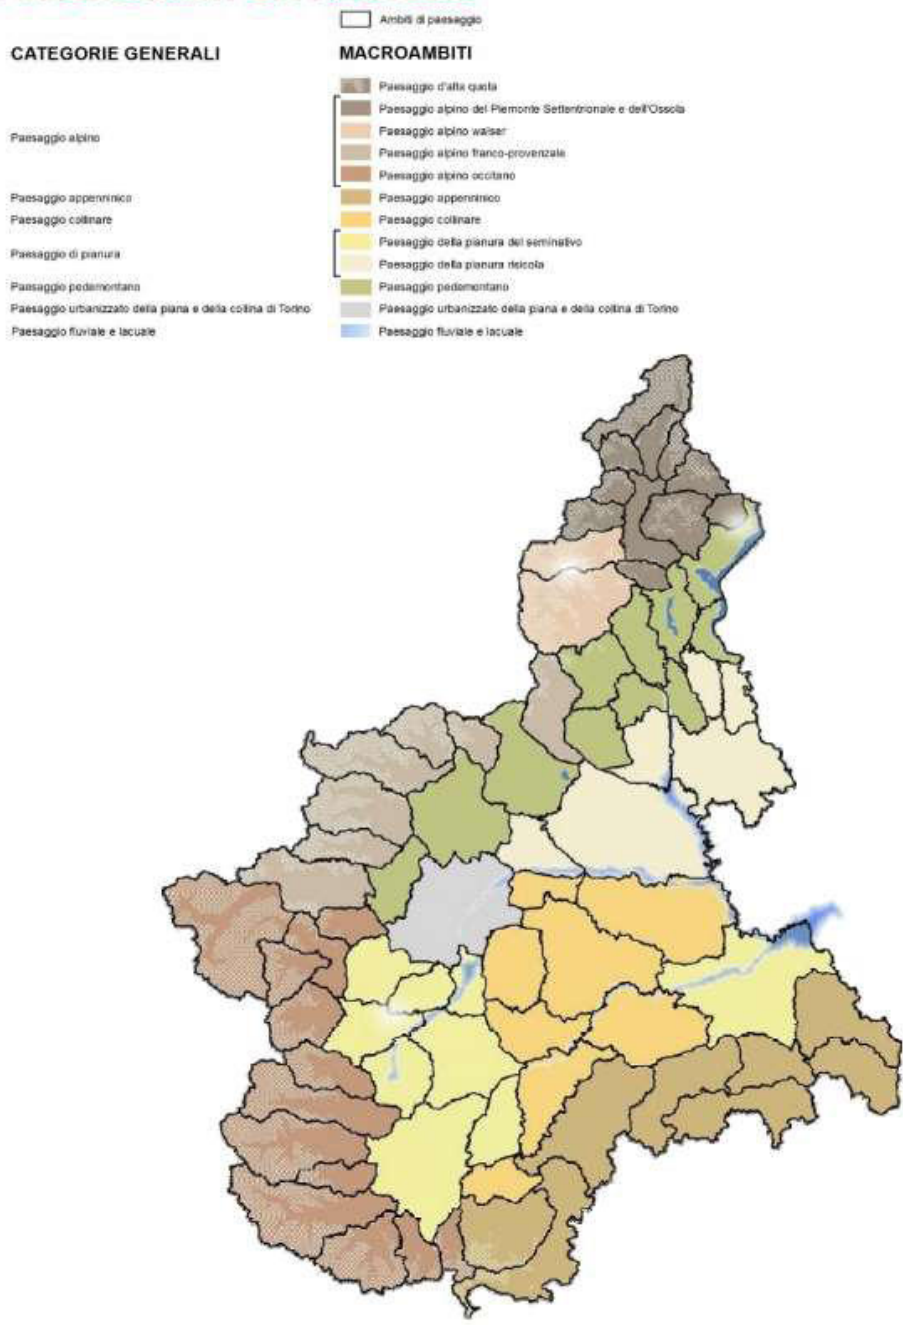 Ambiti di paesaggio
CATEGORIE GENERALI
MACROAMBITI
Paesaggio d'alta quota
Paesaggio alpino del Piemonte Settentrionale e dell'Ossola
Paesaggio alpino
Paesaggio alpino walser
Paesaggio alpino franco-provenzale
Paesaggio alpino occitano
Paesaggio appenninico
Paesaggio appenninico
Paesaggio collinare
Paesaggio collinare
Paesaggio di pianura
Paesaggio della pianura del seminativo
Paesaggio della pianura risicola
Paesaggio pedemontano
Paesaggio pedemontano
Paesaggio urbanizzato della piana e della collina di Torino
Paesaggio urbanizzato della piana e della collina di Torino
Paesaggio fluviale e lacuale
Paesaggio fluviale e lacuale